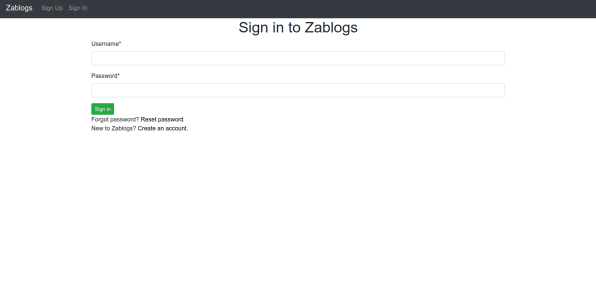 Zablogs Sign Up Sign In
Sign in to Zablogs
Username*
Password*
Sign in
Forgot password? Reset password
New to Zablogs? Create an account.